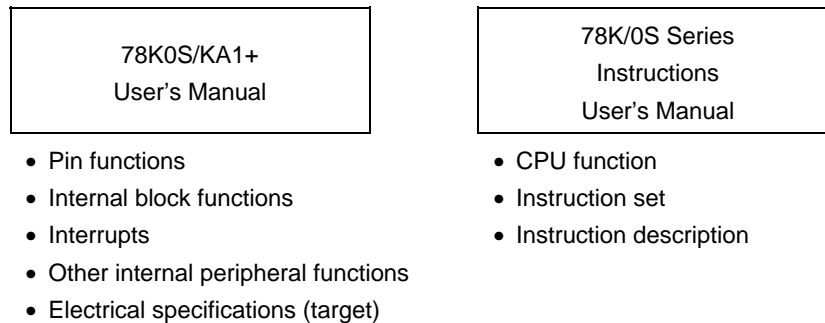 78K0S/KA1+
User's Manual
• Pin functions
• Internal block functions
• Interrupts
• Other internal peripheral functions
• Electrical specifications (target)
78K/0S Series
Instructions
User's Manual
• CPU function
• Instruction set
• Instruction description